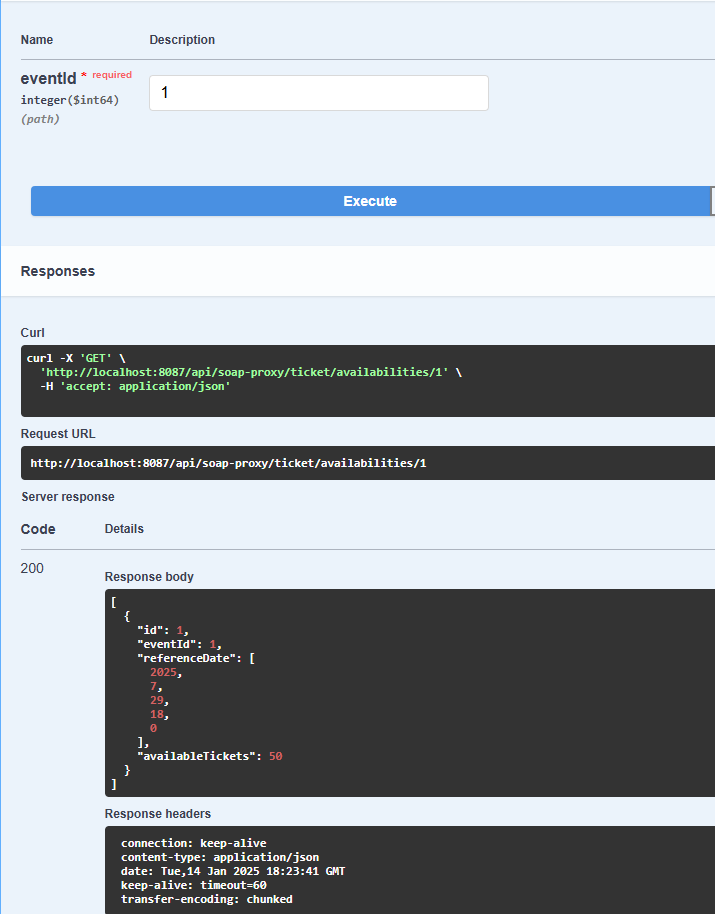 Name Description
eventId * required
integer($int64)
(path)
1
Execute
Responses
Curl
curl -X 'GET' \
  'http://localhost:8087/api/soap-proxy/ticket/availabilities/1' \
  -H 'accept: application/json'
Request URL
http://localhost:8087/api/soap-proxy/ticket/availabilities/1
Server response
Code Details
200
Response body
[
  {
    "id": 1,
    "eventId": 1,
    "referenceDate": [
      2025,
      7,
      29,
      18,
      0
    ],
    "availableTickets": 50
  }
]
Response headers
connection: keep-alive
content-type: application/json
date: Tue,14 Jan 2025 18:23:41 GMT
keep-alive: timeout=60
transfer-encoding: chunked